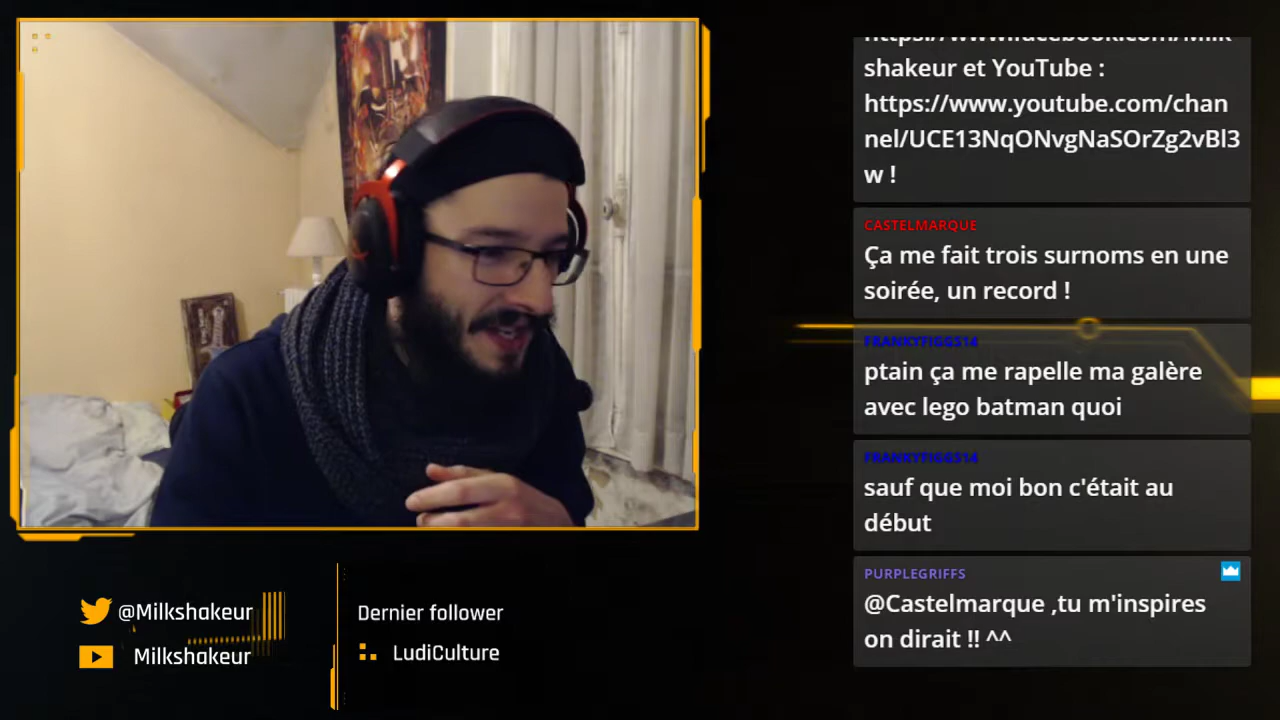 shakeur et YouTube :
https://www.youtube.com/chan
nel/UCE13NqONvgNaSOrZg2vBl3
w !
CASTELMARQUE
Ça me fait trois surnoms en une
soirée, un record !
FRANKYFIGGS14
ptain ça me rapelle ma galère
avec lego batman quoi
FRANKYFIGGS14
sauf que moi bon c'était au
début
PURPLEGRIFFS
@Castelmarque ,tu m'inspires
on dirait !! ^^
@Milkshakeur
Milkshakeur
Dernier follower
LudiCulture